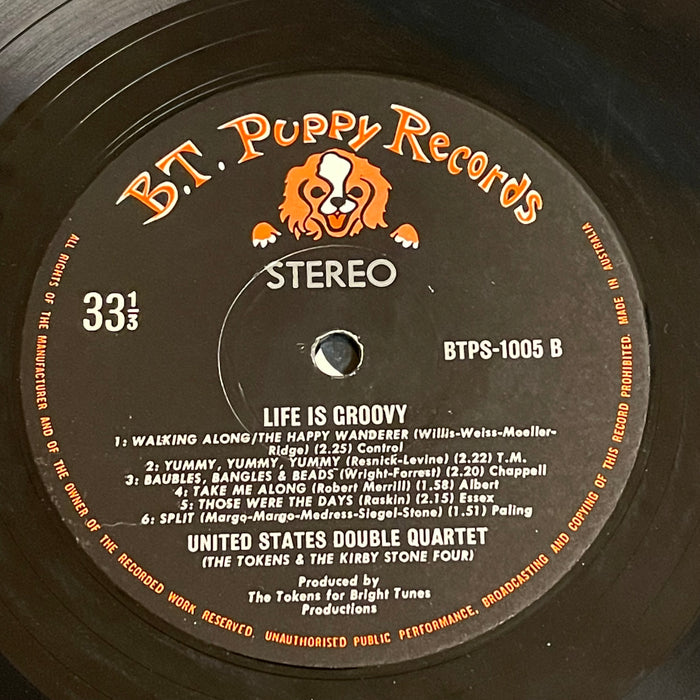 B.T. Puppy Records
STEREO
33 1/3
BTPS-1005 B
LIFE IS GROOVY
1: WALKING ALONG/THE HAPPY WANDERER (Willis-Weiss-Moeller-
Ridge) (2.25) Control
2: YUMMY, YUMMY, YUMMY (Resnick-Levine) (2.22) T.M.
3: BAUBLES, BANGLES & BEADS (Wright-Forrest) (2.20) Chappell
4: TAKE ME ALONG (Robert Merrill) (1.58) Albert
5: THOSE WERE THE DAYS (Raskin) (2.15) Essex
6: SPLIT (Margo-Margo-Medress-Siegel-Stone) (1.51) Paling
UNITED STATES DOUBLE QUARTET
(THE TOKENS & THE KIRBY STONE FOUR)
Produced by
The Tokens for Bright Tunes
Productions
ALL RIGHTS OF THE MANUFACTURER AND OF THE OWNER OF THE RECORDED WORK RESERVED. UNAUTHORISED PUBLIC PERFORMANCE, BROADCASTING AND COPYING OF THIS RECORD PROHIBITED. MADE IN AUSTRALIA